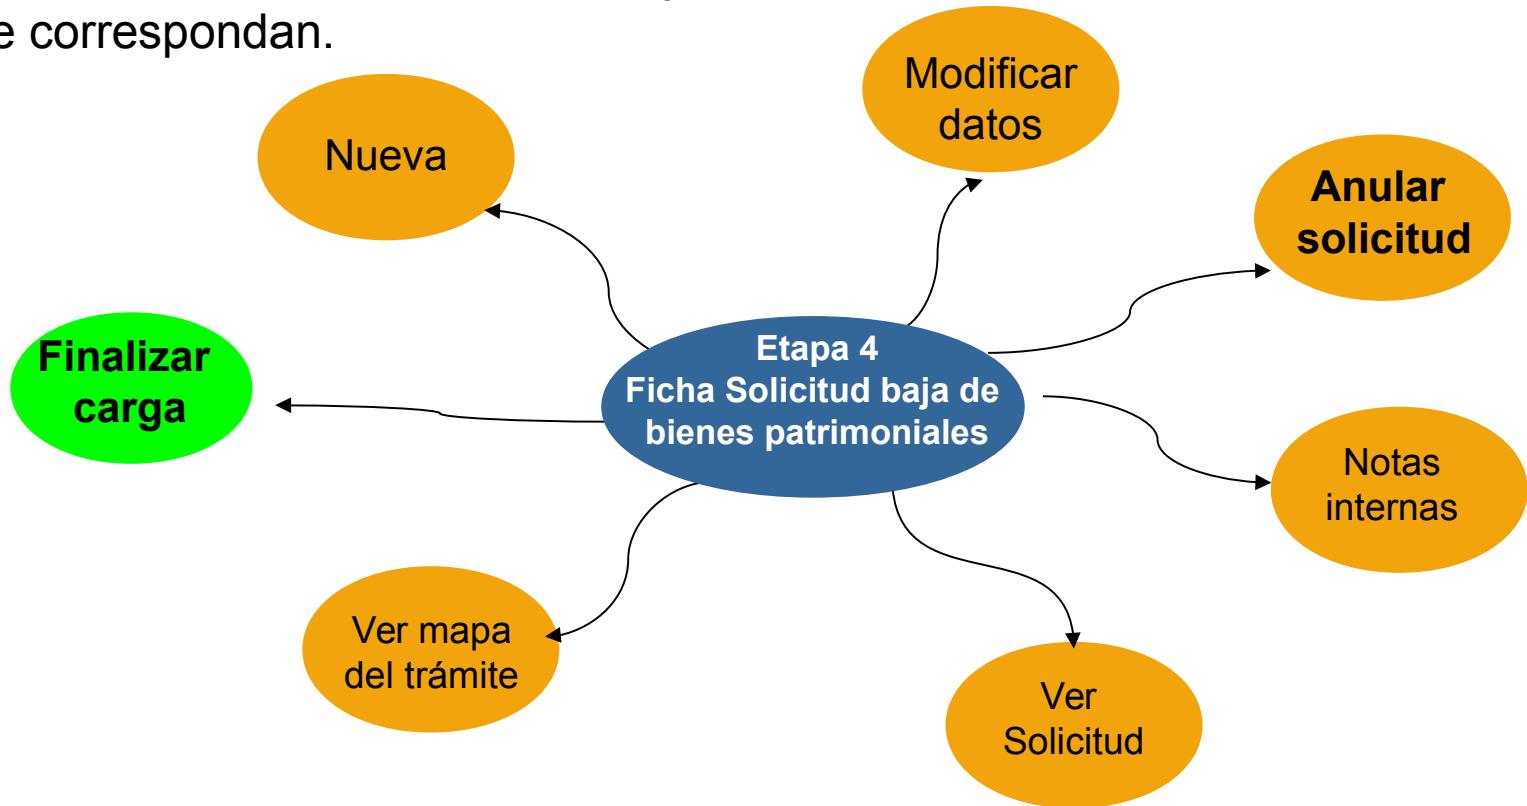 e correspondan.
Modificar
datos
Nueva
Anular
solicitud
Finalizar
carga
Etapa 4
Ficha Solicitud baja de
bienes patrimoniales
Notas
internas
Ver mapa
del trámite
Ver
Solicitud